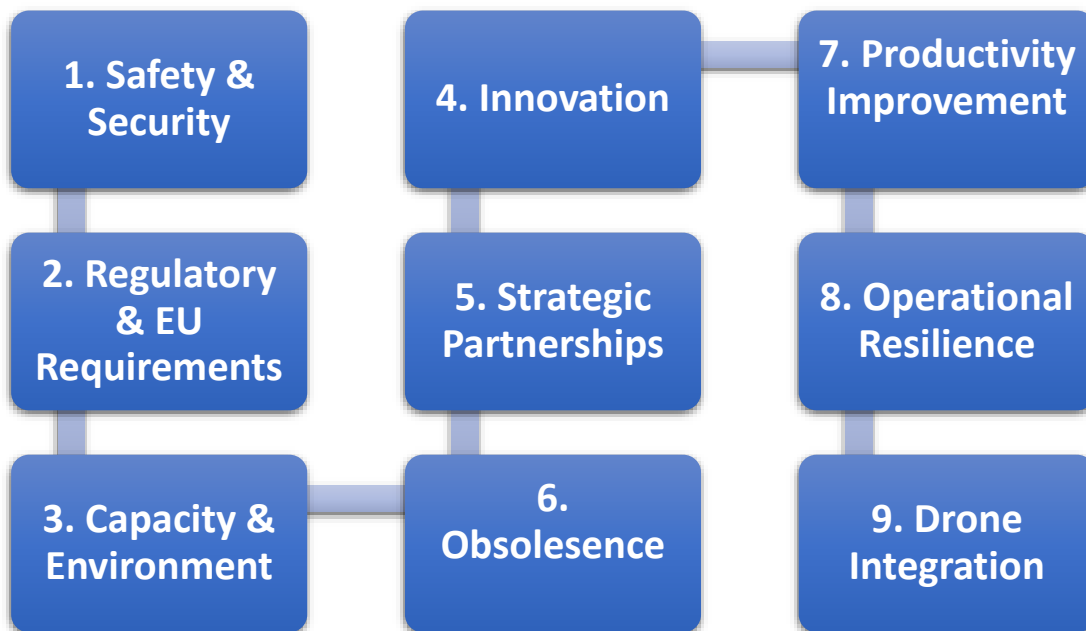 1. Safety &
Security
2. Regulatory
& EU
Requirements
3. Capacity &
Environment
4. Innovation
5. Strategic
Partnerships
6.
Obsolesence
7. Productivity
Improvement
8. Operational
Resilience
9. Drone
Integration